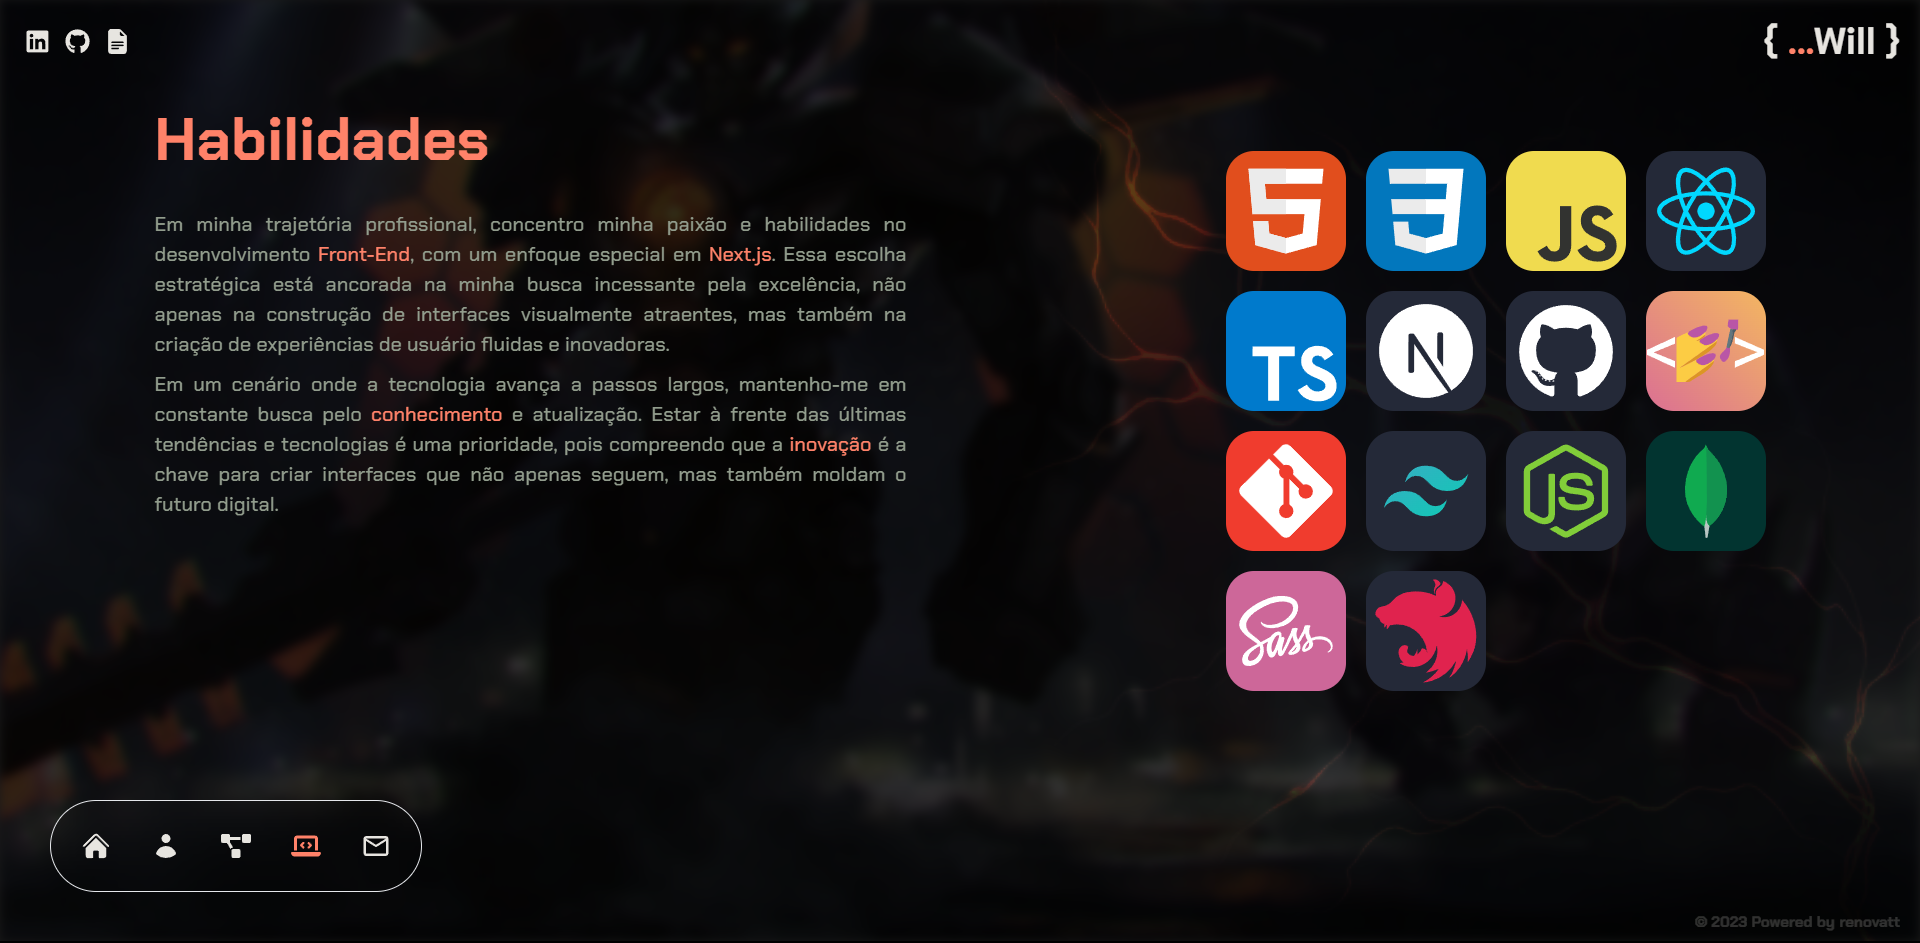 { ...Will }
Habilidades
Em minha trajetória profissional, concentro minha paixão e habilidades no
desenvolvimento Front-End, com um enfoque especial em Next.js. Essa escolha
estratégica está ancorada na minha busca incessante pela excelência, não
apenas na construção de interfaces visualmente atraentes, mas também na
criação de experiências de usuário fluidas e inovadoras.
Em um cenário onde a tecnologia avança a passos largos, mantenho-me em
constante busca pelo conhecimento e atualização. Estar à frente das últimas
tendências e tecnologias é uma prioridade, pois compreendo que a inovação é a
chave para criar interfaces que não apenas seguem, mas também moldam o
futuro digital.
JS
TS
N
< >
JS
Sass
© 2023 Powered by renovatt